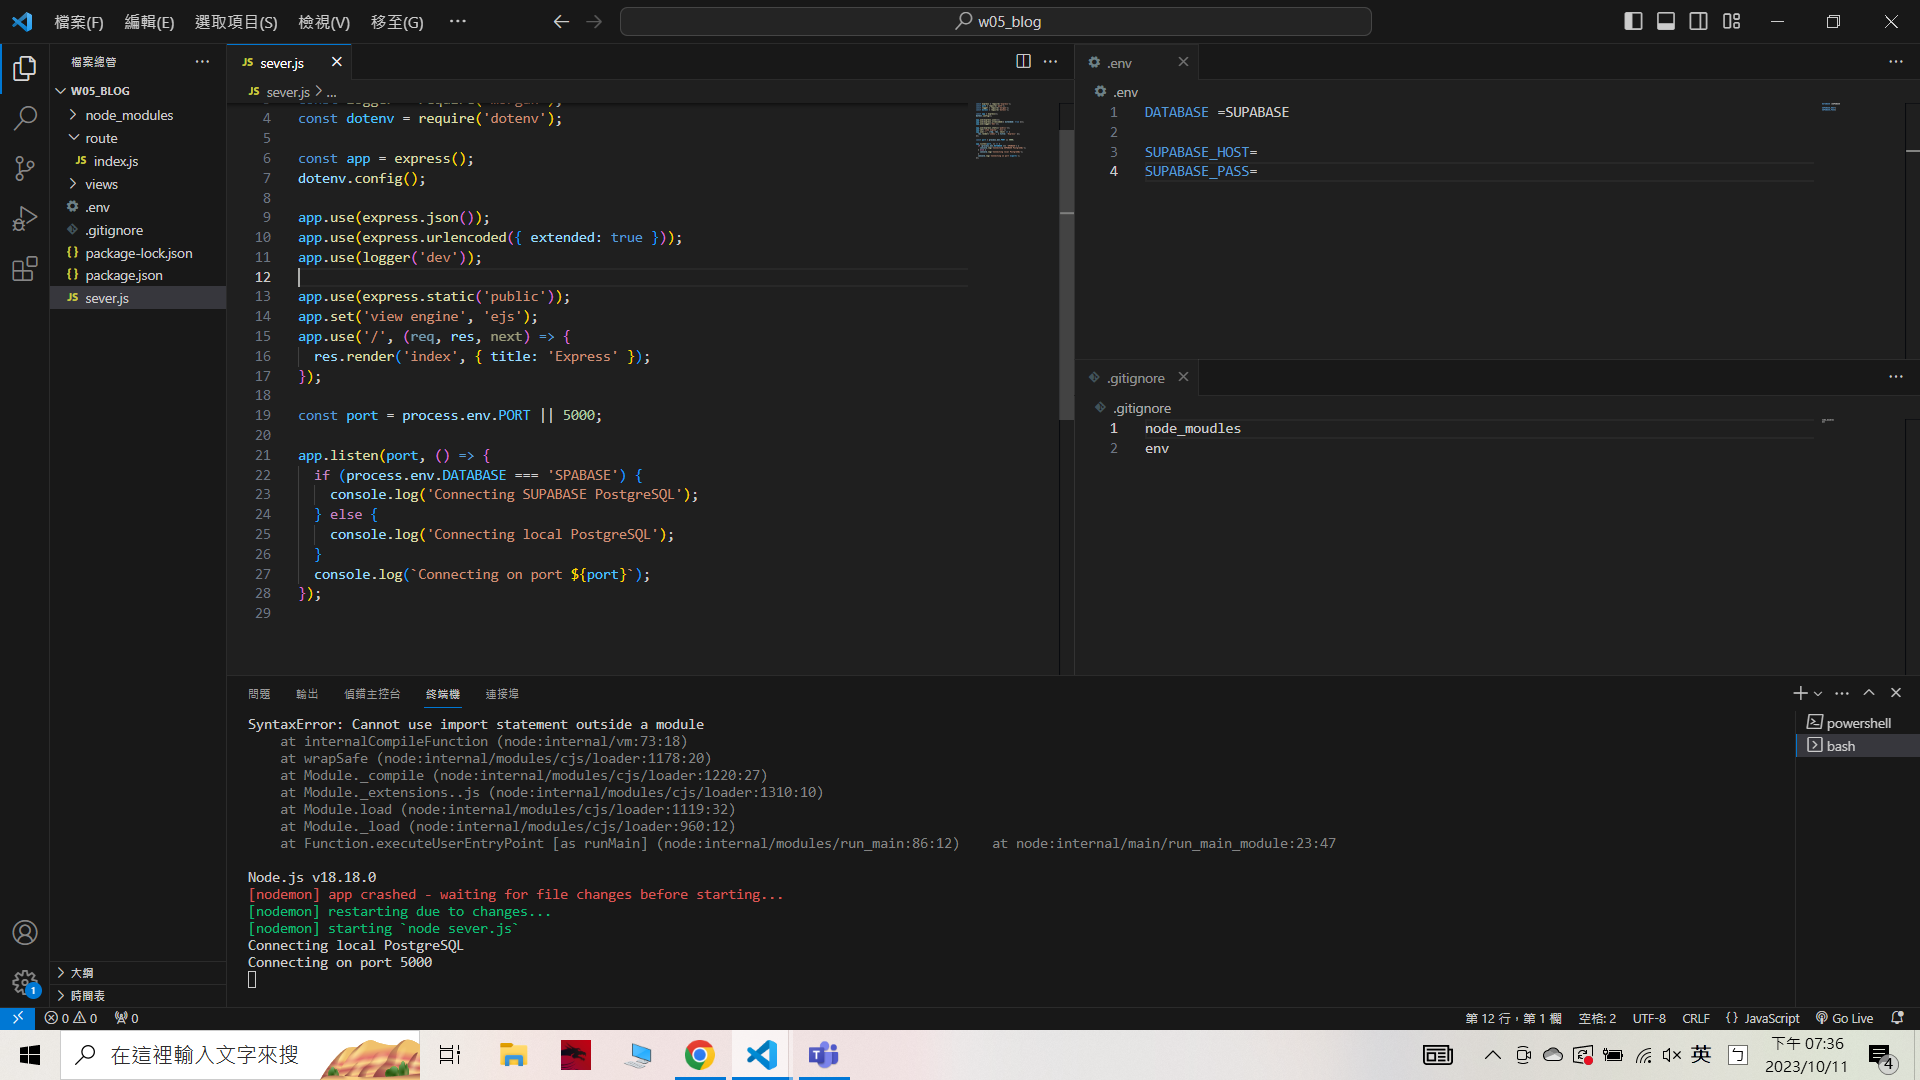 檔案(F) 編輯(E) 選取項目(S) 檢視(V) 移至(G) ··· w05_blog
檔案總管
W05_BLOG
node_modules
route
JS index.js
views
.env
.gitignore
{} package-lock.json
{} package.json
JS sever.js
大綱
時間表
JS sever.js
JS sever.js > ...
4 const dotenv = require('dotenv');
5
6 const app = express();
7 dotenv.config();
8
9 app.use(express.json());
10 app.use(express.urlencoded({ extended: true }));
11 app.use(logger('dev'));
12
13 app.use(express.static('public'));
14 app.set('view engine', 'ejs');
15 app.use('/', (req, res, next) => {
16 res.render('index', { title: 'Express' });
17 });
18
19 const port = process.env.PORT || 5000;
20
21 app.listen(port, () => {
22 if (process.env.DATABASE === 'SPABASE') {
23 console.log('Connecting SUPABASE PostgreSQL');
24 } else {
25 console.log('Connecting local PostgreSQL');
26 }
27 console.log(`Connecting on port ${port}`);
28 });
29
.env
.env
1 DATABASE =SUPABASE
2
3 SUPABASE_HOST=
4 SUPABASE_PASS=
.gitignore
.gitignore
1 node_moudles
2 env
問題 輸出 偵錯主控台 終端機 連接埠
SyntaxError: Cannot use import statement outside a module
at internalCompileFunction (node:internal/vm:73:18)
at wrapSafe (node:internal/modules/cjs/loader:1178:20)
at Module._compile (node:internal/modules/cjs/loader:1220:27)
at Module._extensions..js (node:internal/modules/cjs/loader:1310:10)
at Module.load (node:internal/modules/cjs/loader:1119:32)
at Module._load (node:internal/modules/cjs/loader:960:12)
at Function.executeUserEntryPoint [as runMain] (node:internal/modules/run_main:86:12) at node:internal/main/run_main_module:23:47
Node.js v18.18.0
[nodemon] app crashed - waiting for file changes before starting...
[nodemon] restarting due to changes...
[nodemon] starting `node sever.js`
Connecting local PostgreSQL
Connecting on port 5000
powershell
bash
1
0 0 0 第 12 行，第 1 欄 空格: 2 UTF-8 CRLF {} JavaScript Go Live
在這裡輸入文字來搜
英
ㄅ
下午 07:36
2023/10/11
4